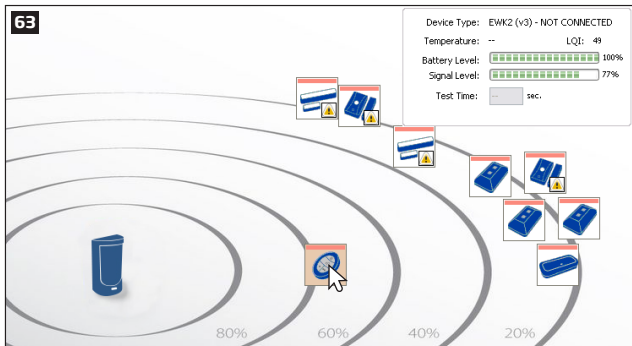 63
Device Type: EWK2 (v3) - NOT CONNECTED
Temperature: -- LQI: 49
Battery Level: 100%
Signal Level: 77%
Test Time: -- sec.
80% 60% 40% 20%